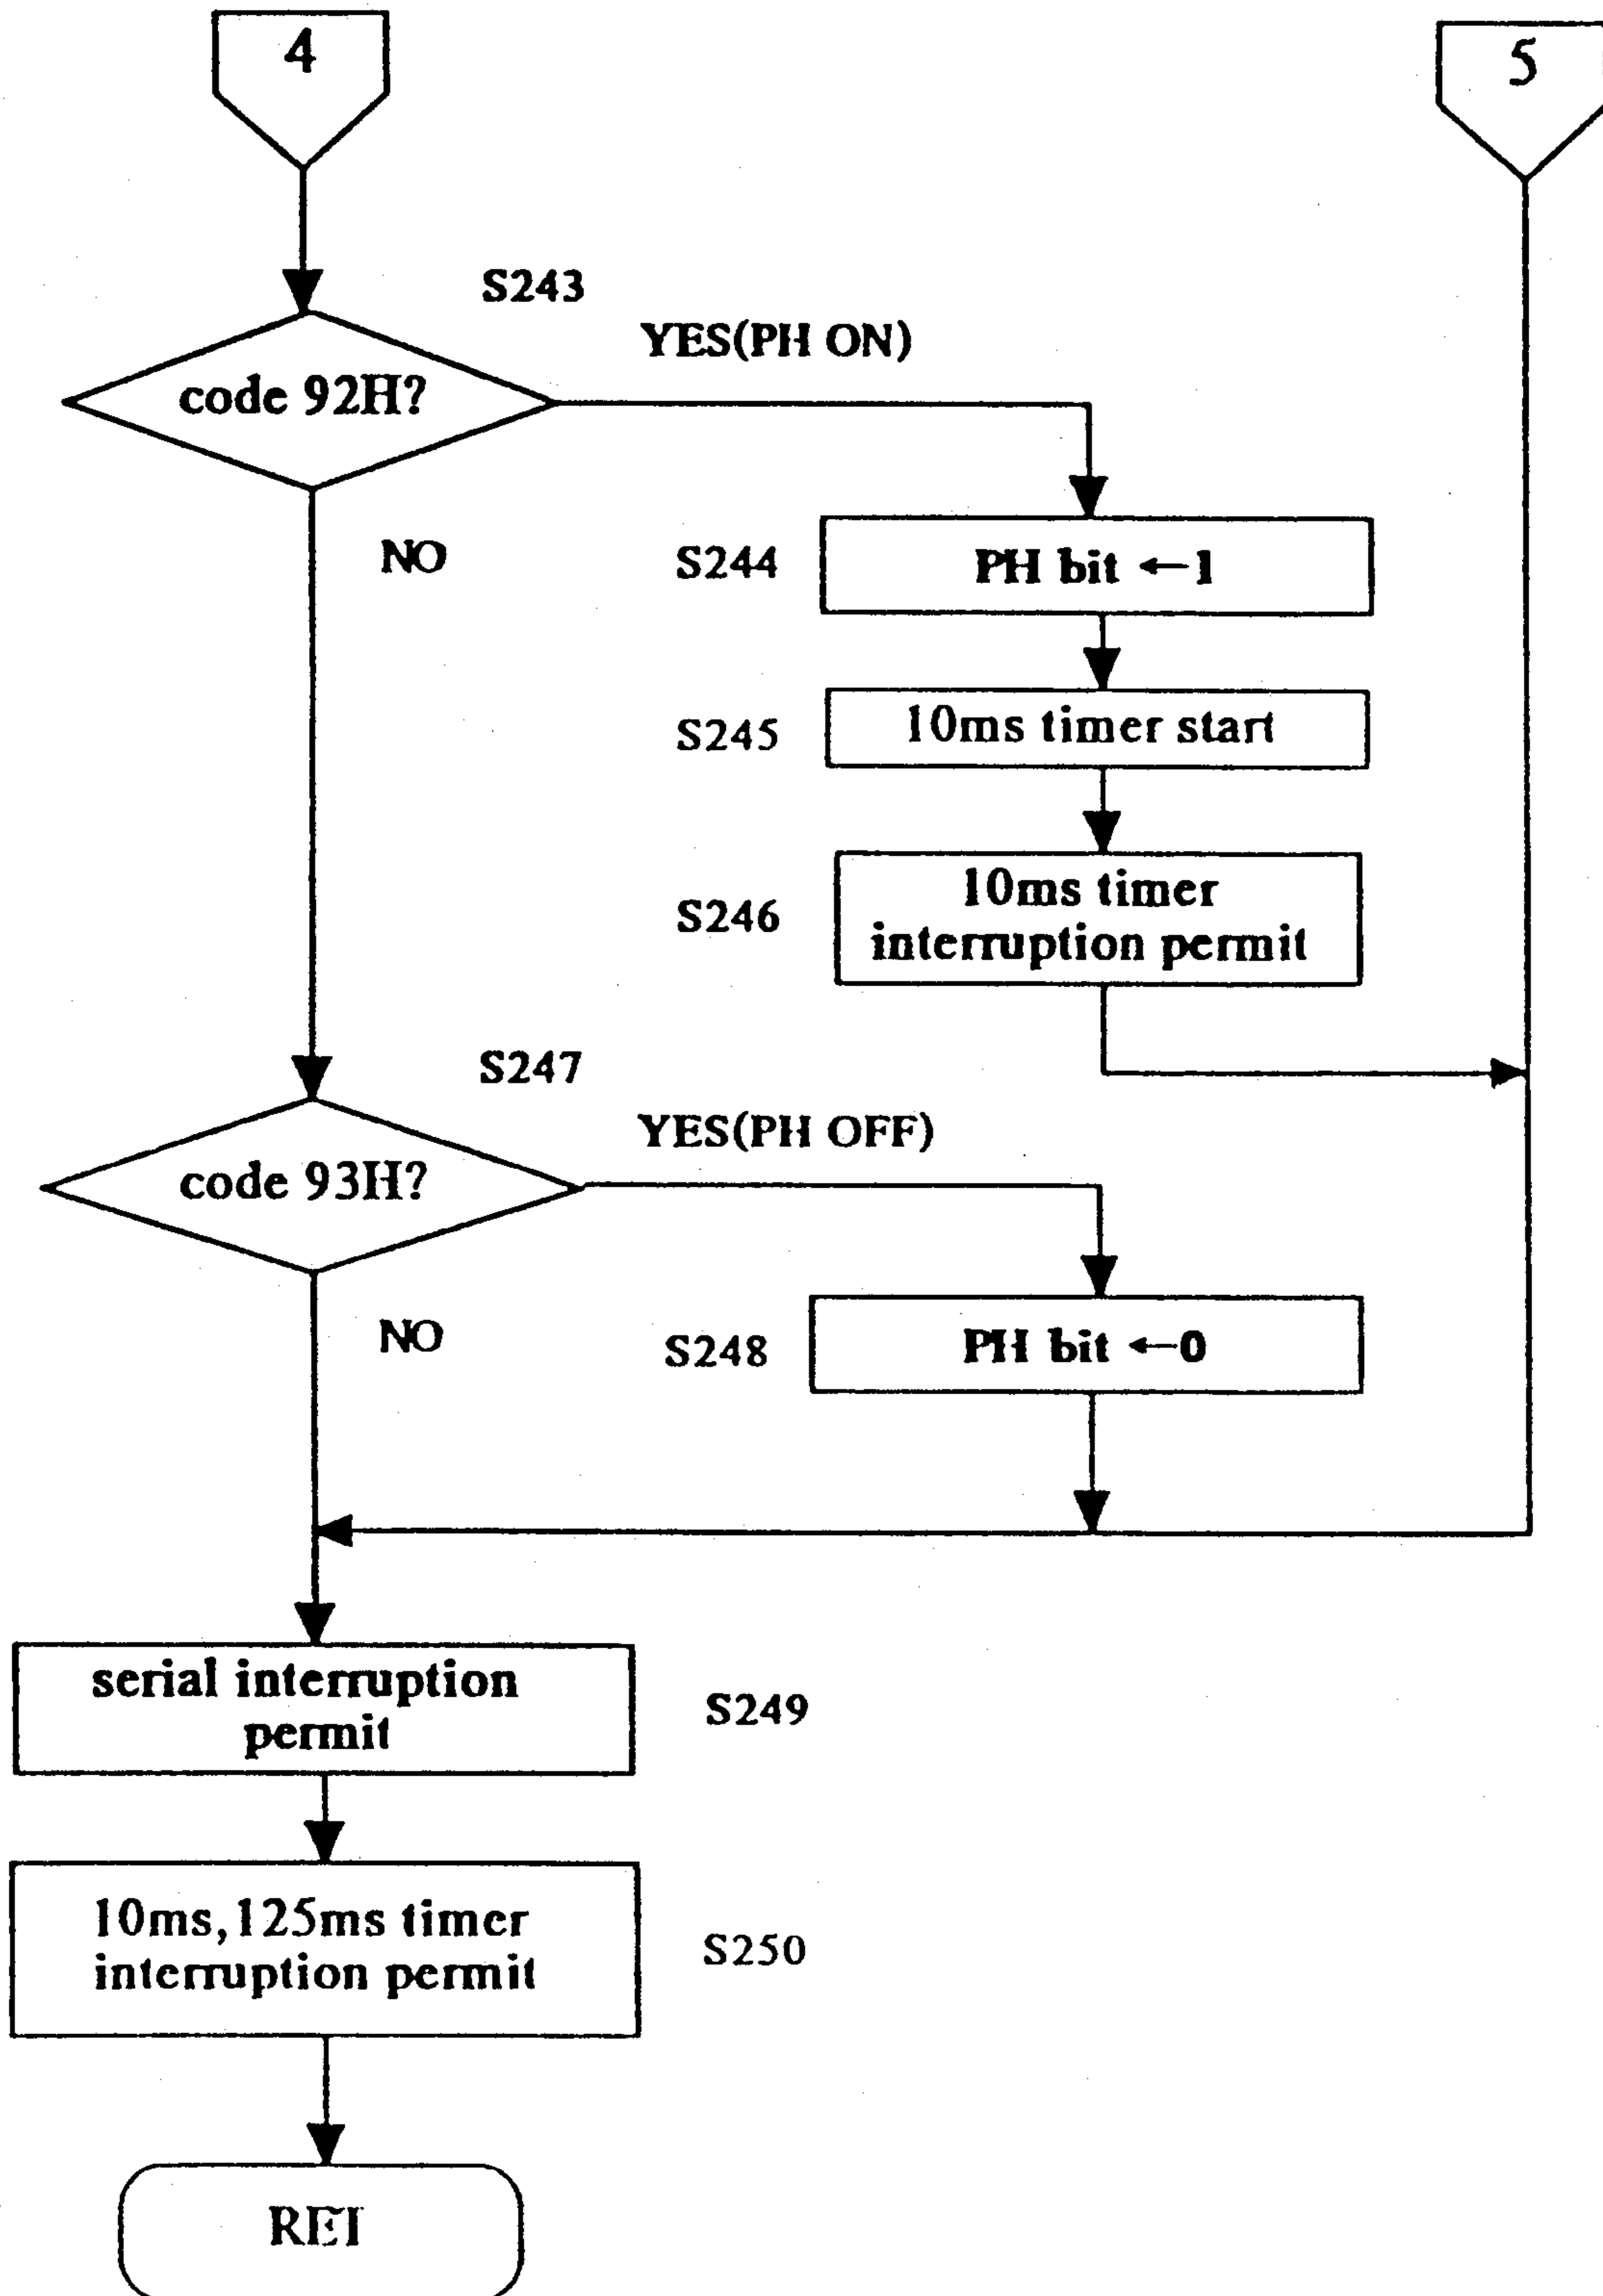 4
5
S243
YES(PH ON)
code 92H?
NO
S244
PH bit ←1
S245
10ms timer start
S246
10ms timer
interruption permit
S247
YES(PH OFF)
code 93H?
NO
S248
PH bit ←0
serial interruption
permit
S249
10ms,125ms timer
interruption permit
S250
REI